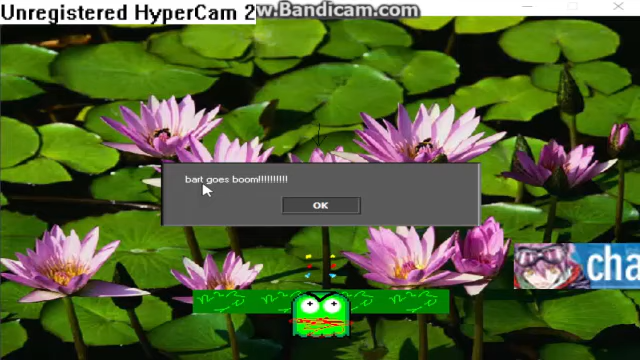 Unregistered HyperCam 2
w.Bandicam.com
bart goes boom!!!!!!!!!!
OK
cha